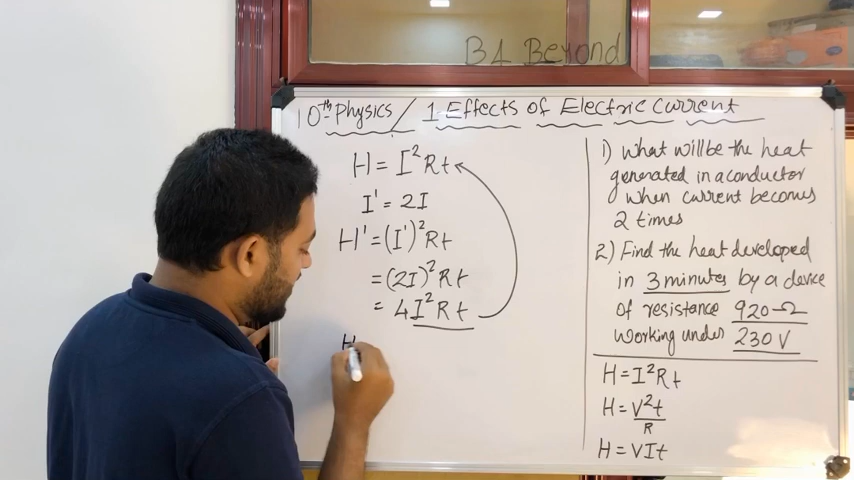 B4 Beyond
10th Physics / 1 Effects of Electric Current
H = I²Rt
I' = 2I
H' = (I')²Rt
= (2I)²Rt
= 4I²Rt
H
1) What will be the heat
generated in a conductor
when current becomes
2 times
2) Find the heat developed
in 3 minutes by a device
of resistance 920-Ω
working under 230 V
H = I²Rt
H = V²t
R
H = VIt